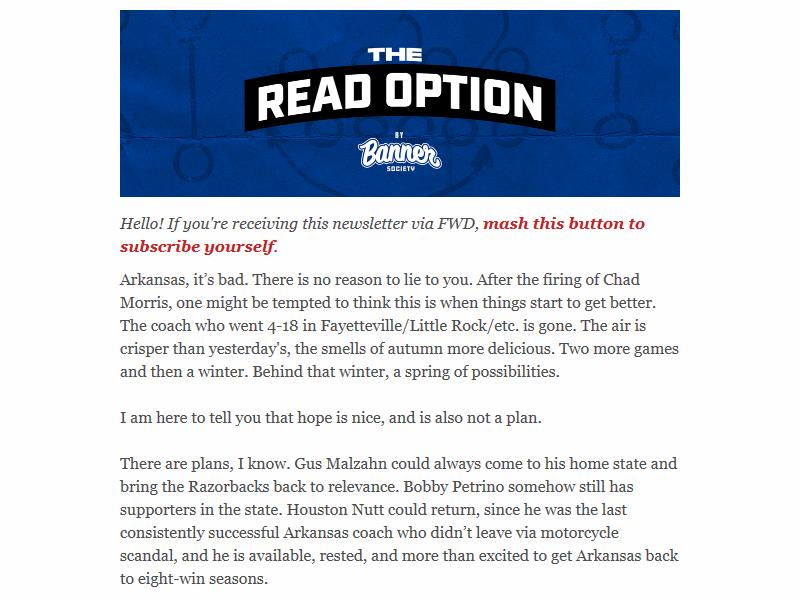 THE
READ OPTION
BY
Banner
SOCIETY
Hello! If you're receiving this newsletter via FWD, mash this button to
subscribe yourself.
Arkansas, it’s bad. There is no reason to lie to you. After the firing of Chad
Morris, one might be tempted to think this is when things start to get better.
The coach who went 4-18 in Fayetteville/Little Rock/etc. is gone. The air is
crisper than yesterday's, the smells of autumn more delicious. Two more games
and then a winter. Behind that winter, a spring of possibilities.
I am here to tell you that hope is nice, and is also not a plan.
There are plans, I know. Gus Malzahn could always come to his home state and
bring the Razorbacks back to relevance. Bobby Petrino somehow still has
supporters in the state. Houston Nutt could return, since he was the last
consistently successful Arkansas coach who didn’t leave via motorcycle
scandal, and he is available, rested, and more than excited to get Arkansas back
to eight-win seasons.